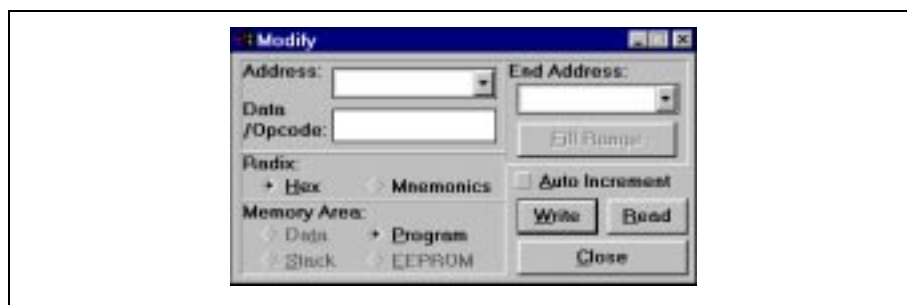 Modify
Address:
Data
/Opcode:
Radix:
Hex Mnemonics
Memory Area:
Data Program
Stack EEPROM
End Address:
Fill Range
Auto Increment
Write Read
Close